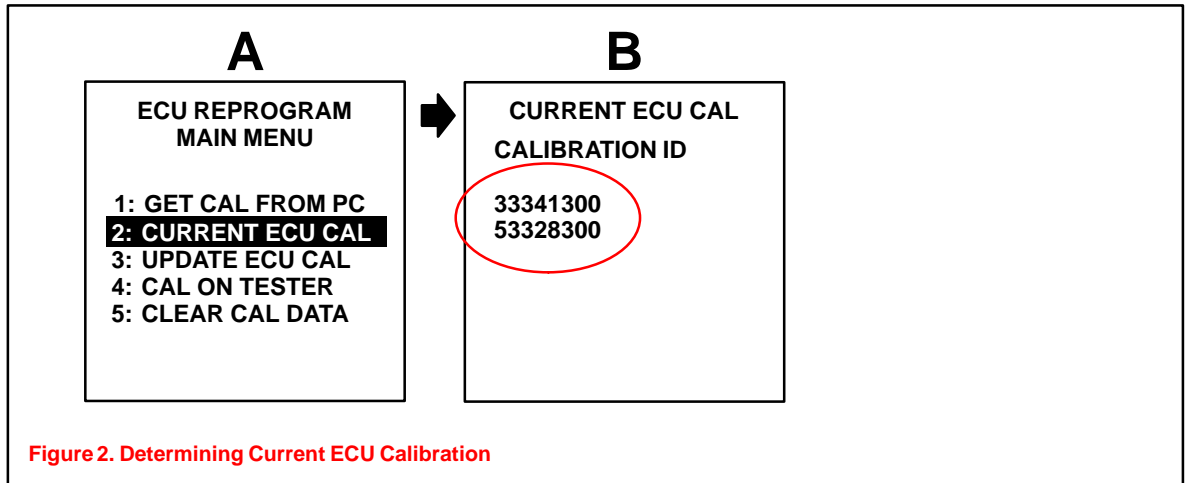 A
ECU REPROGRAM
MAIN MENU
1: GET CAL FROM PC
2: CURRENT ECU CAL
3: UPDATE ECU CAL
4: CAL ON TESTER
5: CLEAR CAL DATA
B
CURRENT ECU CAL
CALIBRATION ID
33341300
53328300
Figure 2. Determining Current ECU Calibration